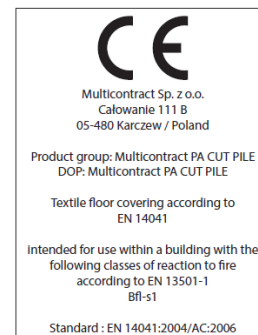 CE
Multicontract Sp. z o.o.
Całowanie 111 B
05-480 Karczew / Poland
Product group: Multicontract PA CUT PILE
DOP: Multicontract PA CUT PILE
Textile floor covering according to
EN 14041
intended for use within a building with the
following classes of reaction to fire
according to EN 13501-1
Bfl-s1
Standard : EN 14041:2004/AC:2006